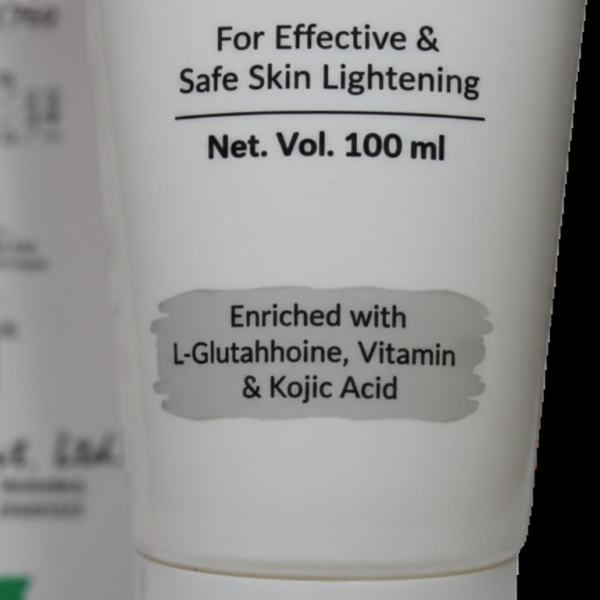 For Effective &
Safe Skin Lightening
Net. Vol. 100 ml
Enriched with
L-Glutahhoine, Vitamin
& Kojic Acid